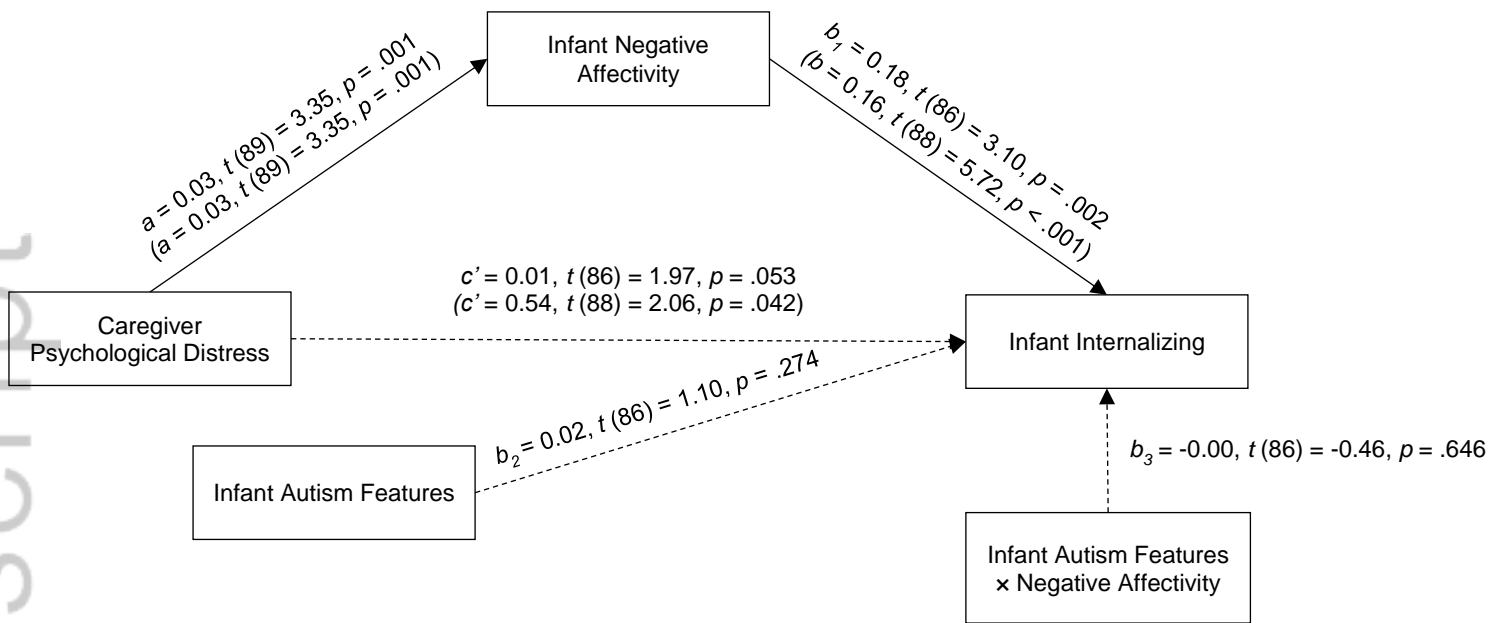 Infant Negative
Affectivity
a = 0.03, t (89) = 3.35, p = .001
(a = 0.03, t (89) = 3.35, p = .001)
b1 = 0.18, t (86) = 3.10, p = .002
(b = 0.16, t (88) = 5.72, p < .001)
c’ = 0.01, t (86) = 1.97, p = .053
(c’ = 0.54, t (88) = 2.06, p = .042)
Caregiver
Psychological Distress
Infant Internalizing
b2 = 0.02, t (86) = 1.10, p = .274
Infant Autism Features
b3 = -0.00, t (86) = -0.46, p = .646
Infant Autism Features
× Negative Affectivity